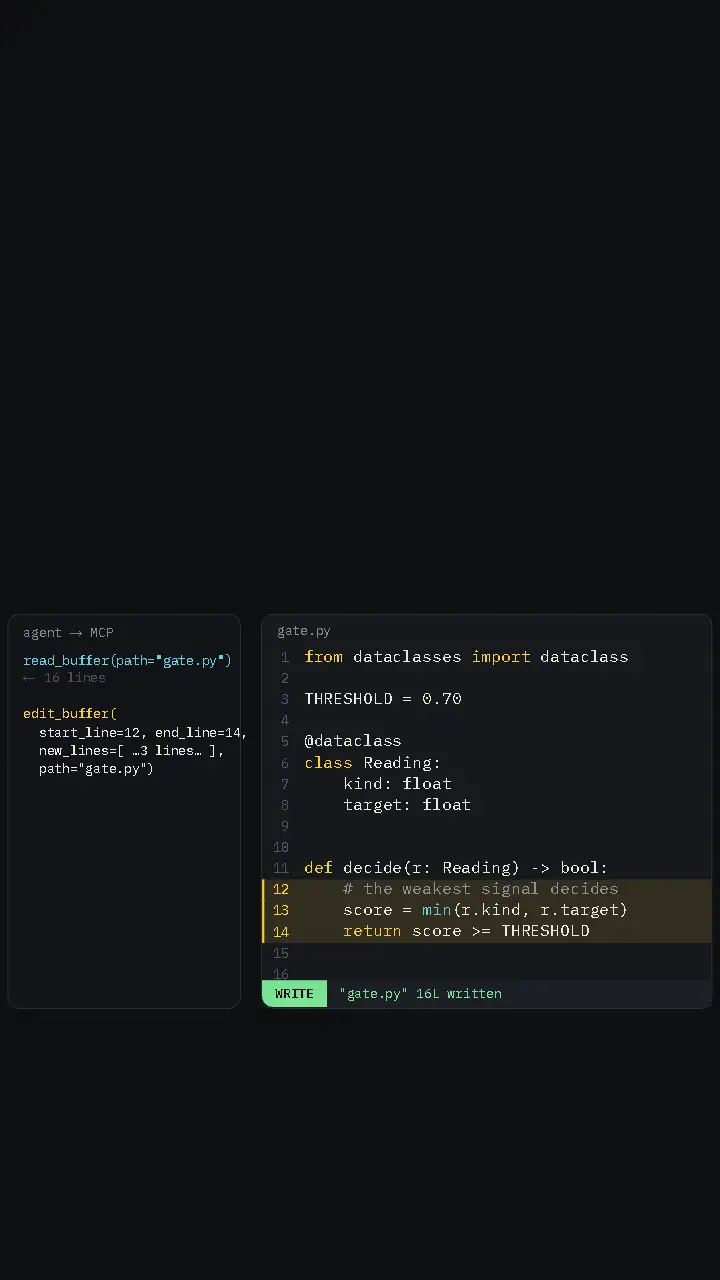 agent → MCP
read_buffer(path="gate.py")
← 16 lines
edit_buffer(
  start_line=12, end_line=14,
  new_lines=[ …3 lines… ],
  path="gate.py")
gate.py
1 from dataclasses import dataclass
2
3 THRESHOLD = 0.70
4
5 @dataclass
6 class Reading:
7     kind: float
8     target: float
9
10
11 def decide(r: Reading) -> bool:
12     # the weakest signal decides
13     score = min(r.kind, r.target)
14     return score >= THRESHOLD
15
16
WRITE "gate.py" 16L written